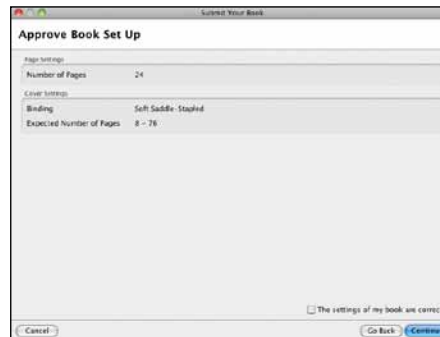 Submit Your Book
Approve Book Set Up
Page Settings
Number of Pages 24
Cover Settings
Binding Soft Saddle-Stapled
Expected Number of Pages 8 – 76
The settings of my book are correc
Cancel Go Back Continue